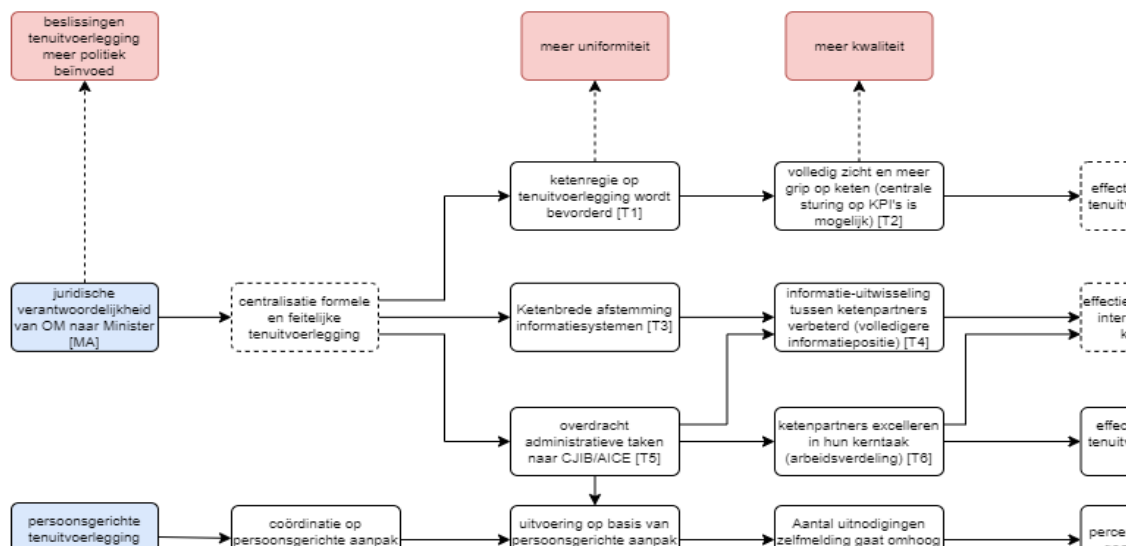 beslissingen
tenuitvoerlegging
meer politiek
beïnvoed
meer uniformiteit
meer kwaliteit
ketenregie op
tenuitvoerlegging wordt
bevorderd [T1]
volledig zicht en meer
grip op keten (centrale
sturing op KPI's is
mogelijk) [T2]
juridische
verantwoordelijkheid
van OM naar Minister
[MA]
centralisatie formele
en feitelijke
tenuitvoerlegging
Ketenbrede afstemming
informatiesystemen [T3]
informatie-uitwisseling
tussen ketenpartners
verbeterd (volledigere
informatiepositie) [T4]
overdracht
administratieve taken
naar CJIB/AICE [T5]
ketenpartners excelleren
in hun kerntaak
(arbeidsverdeling) [T6]
persoonsgerichte
tenuitvoerlegging
coördinatie op
persoonsgerichte aanpak
uitvoering op basis van
persoonsgerichte aanpak
Aantal uitnodigingen
zelfmelding gaat omhoog